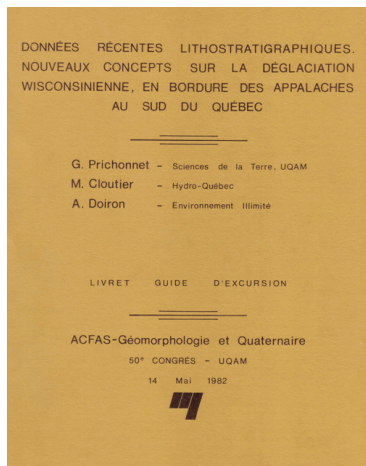 DONNÉES RÉCENTES LITHOSTRATIGRAPHIQUES.
NOUVEAUX CONCEPTS SUR LA DÉGLACIATION
WISCONSINIENNE, EN BORDURE DES APPALACHES
AU SUD DU QUÉBEC
G. Prichonnet – Sciences de la Terre, UQAM
M. Cloutier – Hydro-Québec
A. Doiron – Environnement Illimité
LIVRET GUIDE D'EXCURSION
ACFAS-Géomorphologie et Quaternaire
50e CONGRÉS – UQAM
14 Mai 1982